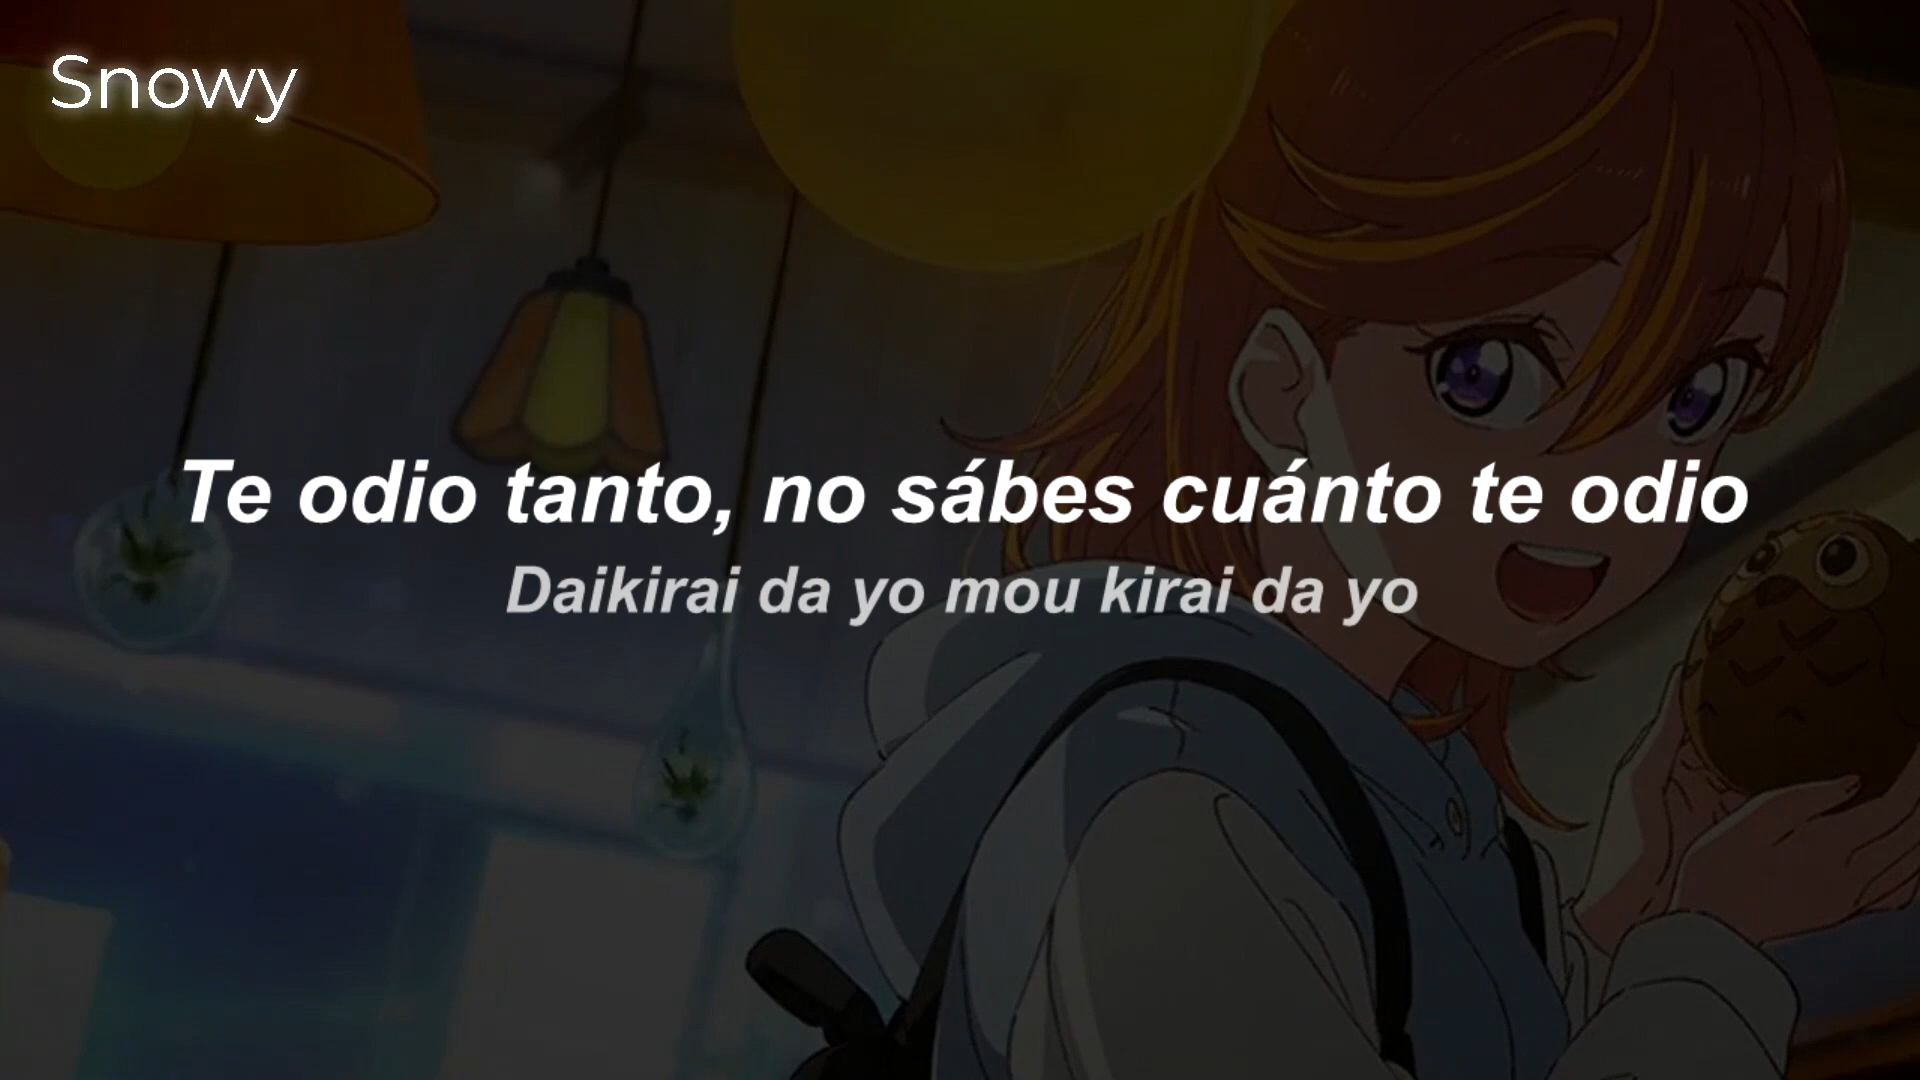 Snowy
Te odio tanto, no sábes cuánto te odio
Daikirai da yo mou kirai da yo